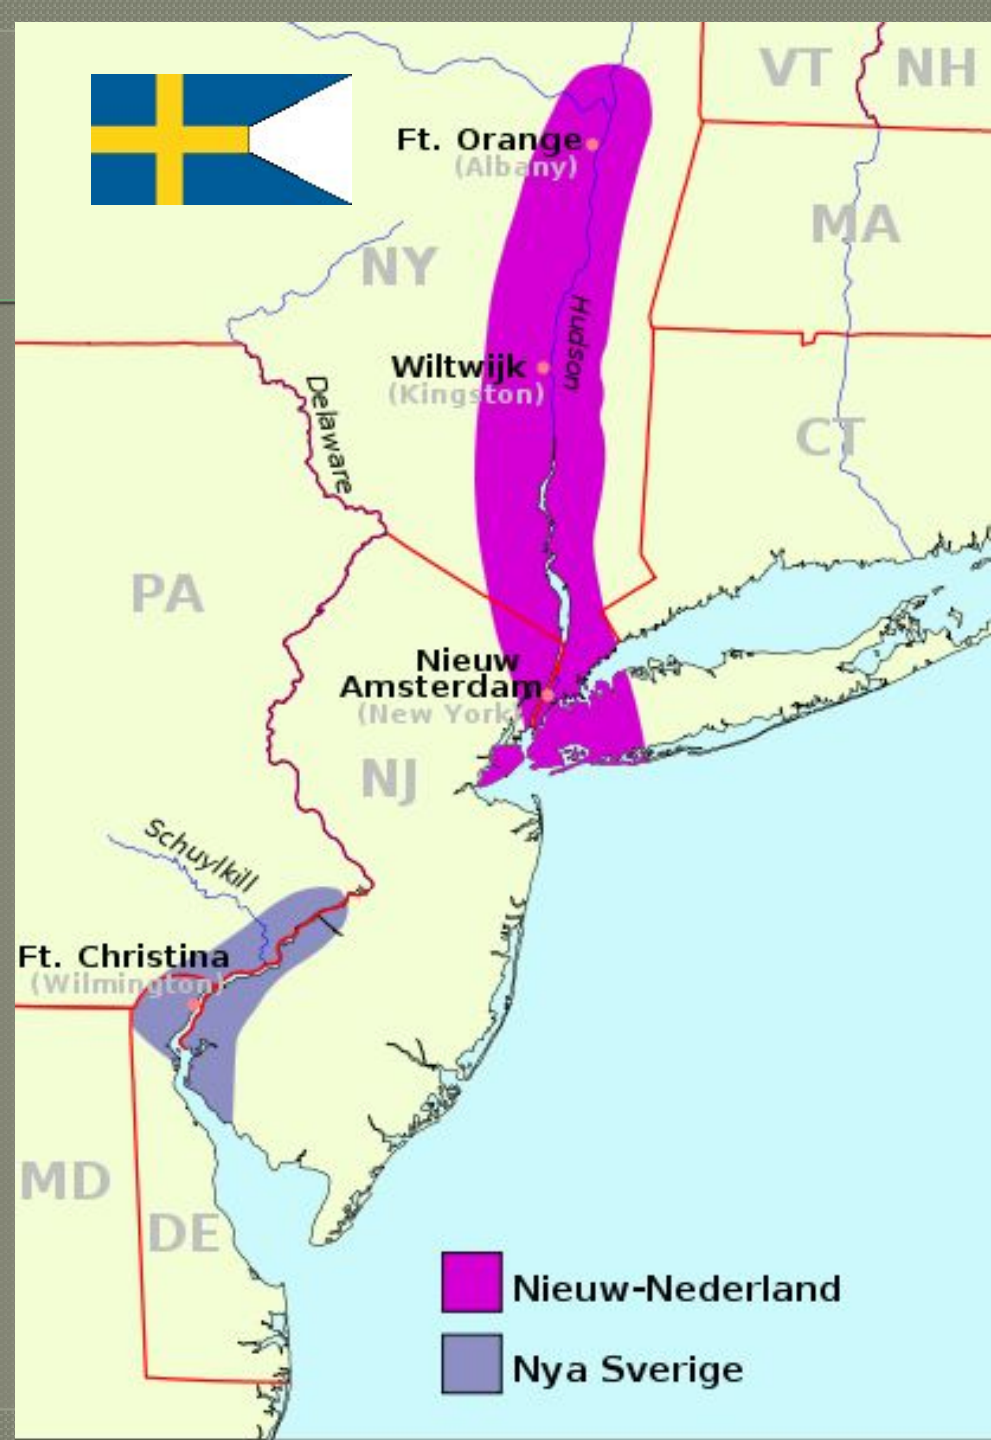 VT
NH
Ft. Orange
(Albany)
MA
NY
Hudson
Wiltwijk
(Kingston)
Delaware
CT
PA
Nieuw
Amsterdam
(New York)
NJ
Schuylkill
Ft. Christina
(Wilmington)
MD
DE
Nieuw-Nederland
Nya Sverige